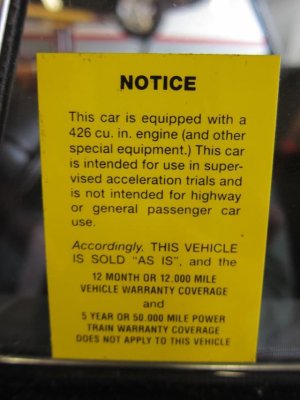 NOTICE
This car is equipped with a
426 cu. in. engine (and other
special equipment.) This car
is intended for use in super-
vised acceleration trials and
is not intended for highway
or general passenger car
use.
Accordingly, THIS VEHICLE
IS SOLD "AS IS", and the
12 MONTH OR 12.000 MILE
VEHICLE WARRANTY COVERAGE
and
5 YEAR OR 50.000 MILE POWER
TRAIN WARRANTY COVERAGE
DOES NOT APPLY TO THIS VEHICLE